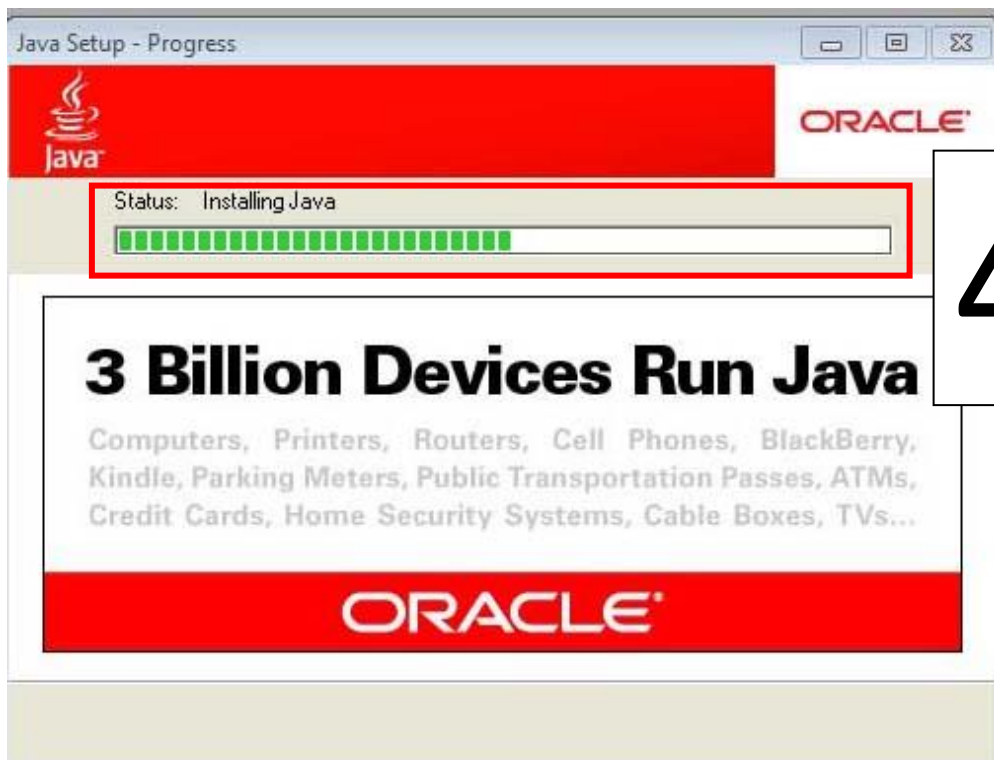 Java Setup - Progress
Java
ORACLE
Status: Installing Java
4
3 Billion Devices Run Java
Computers, Printers, Routers, Cell Phones, BlackBerry,
Kindle, Parking Meters, Public Transportation Passes, ATMs,
Credit Cards, Home Security Systems, Cable Boxes, TVs...
ORACLE